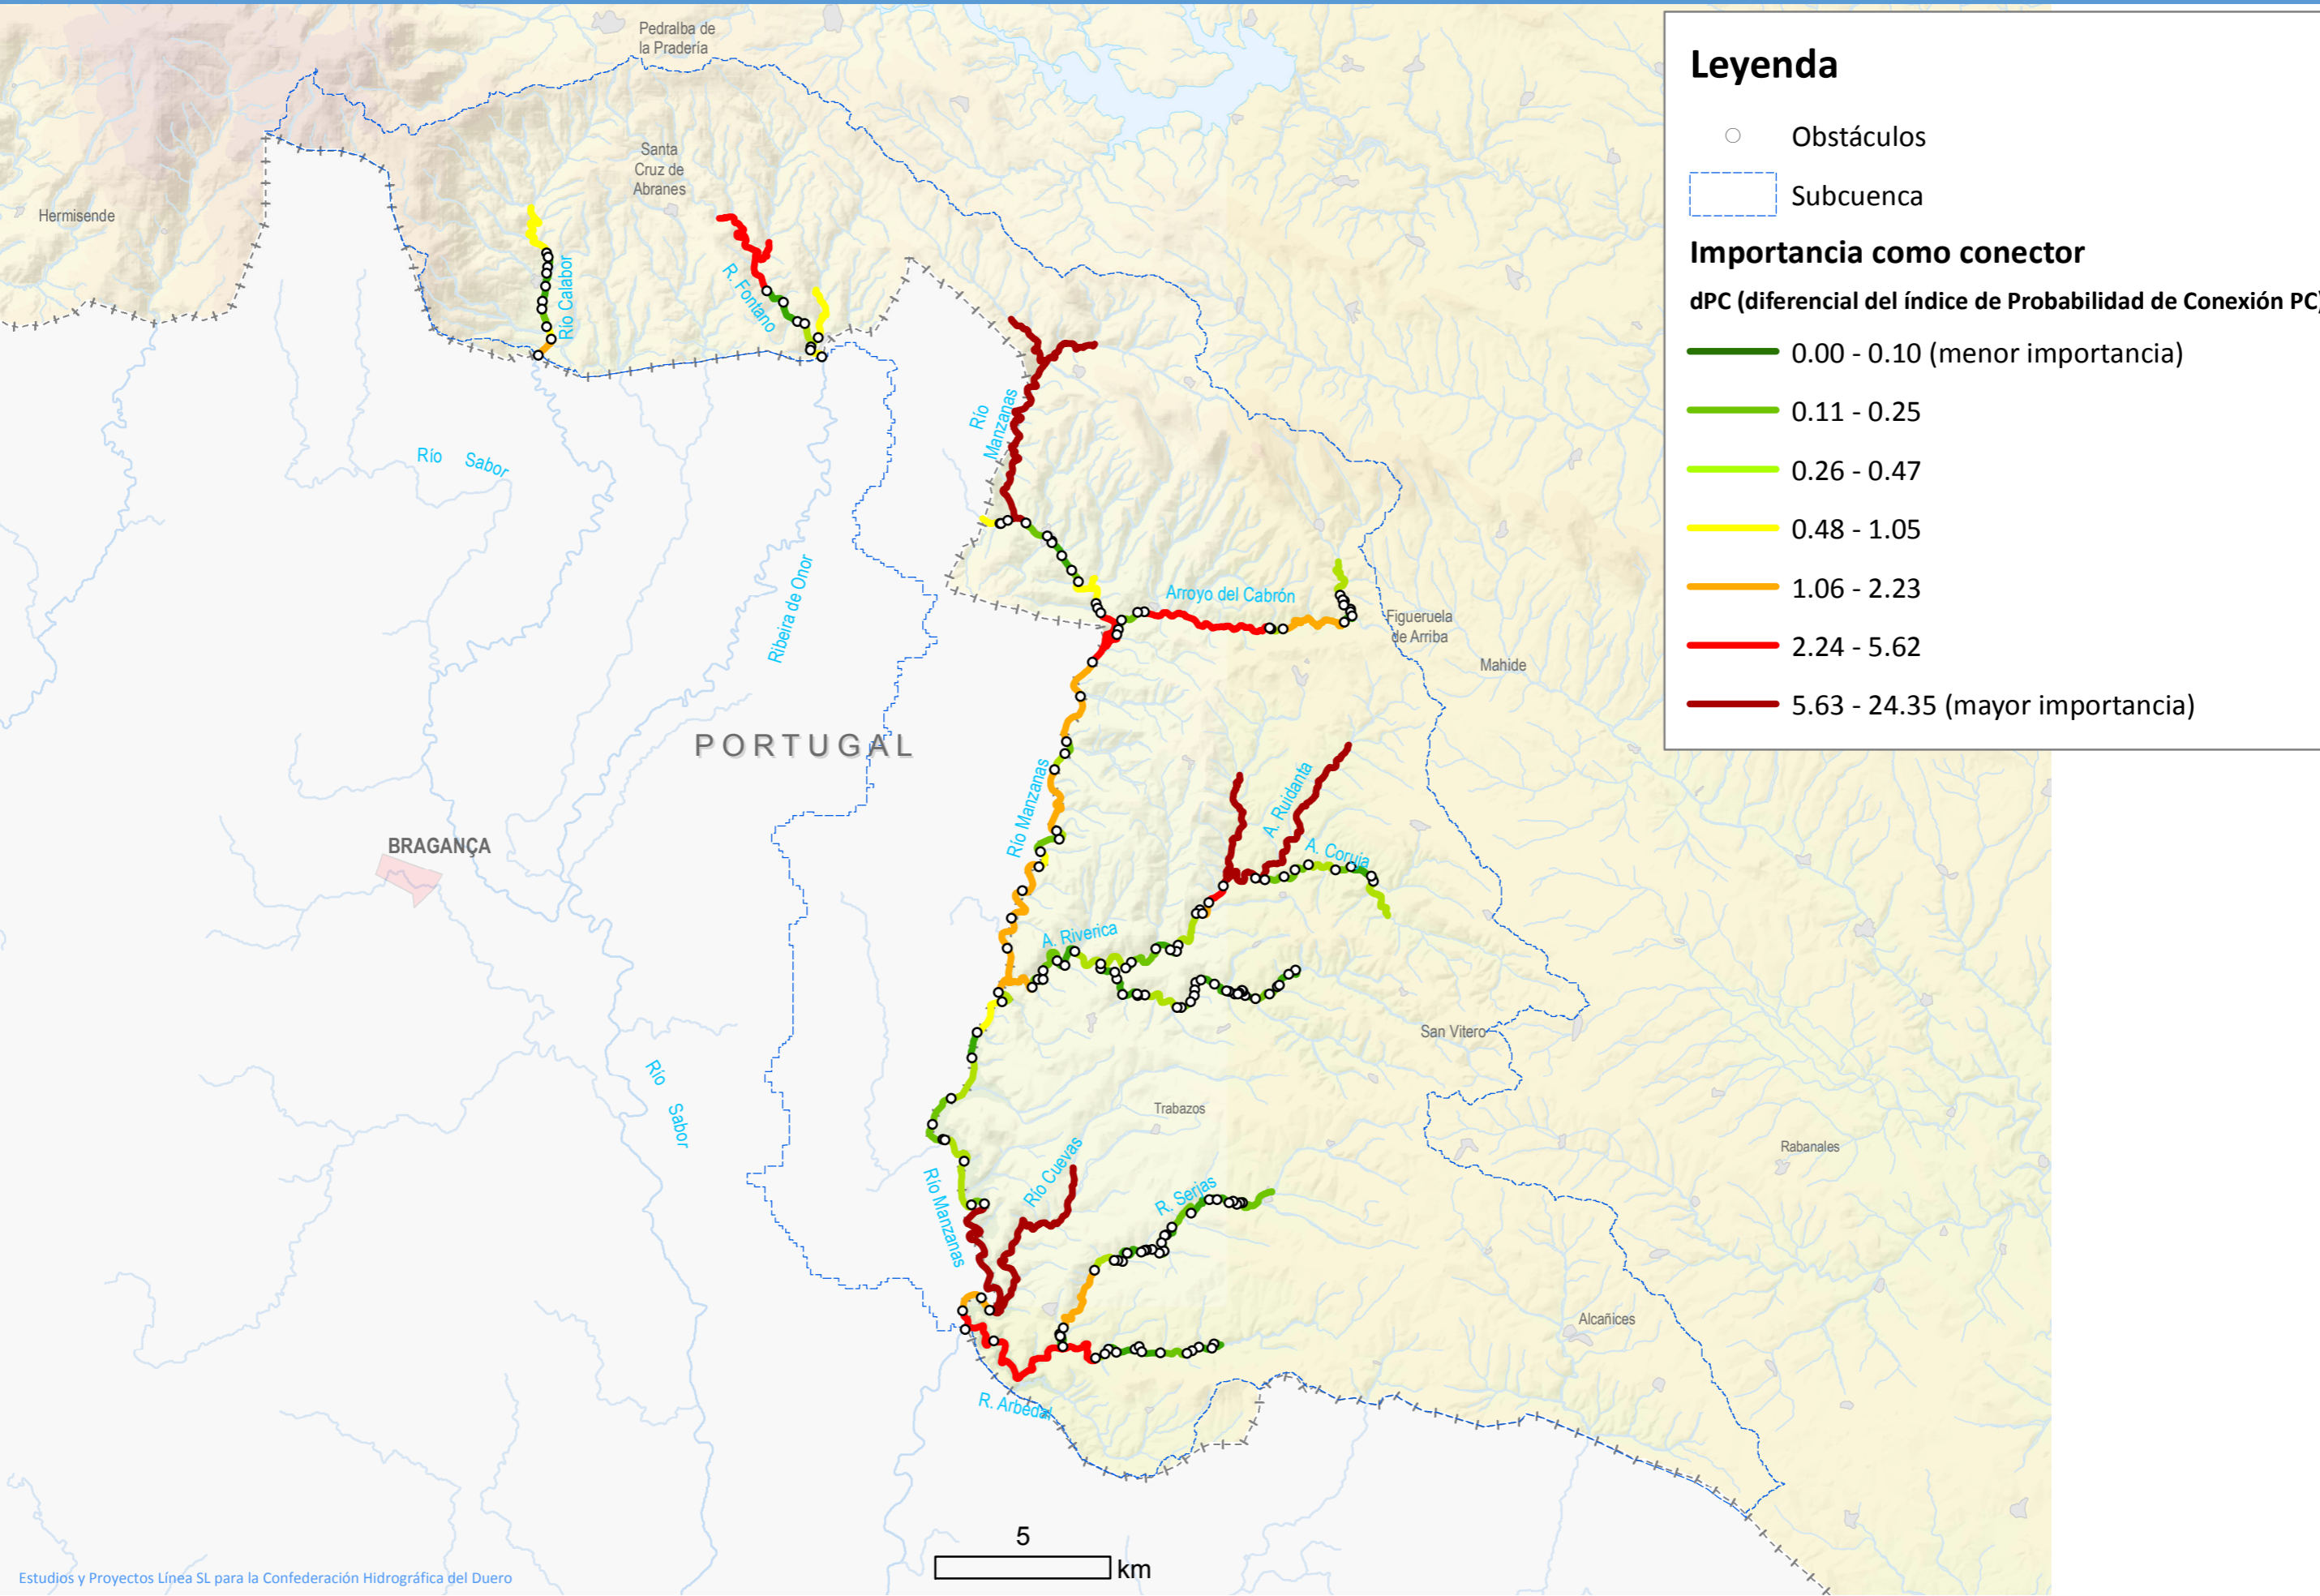 Pedralba de
la Pradería
Leyenda
Obstáculos
Subcuenca
Importancia como conector
dPC (diferencial del índice de Probabilidad de Conexión PC)
0.00 - 0.10 (menor importancia)
0.11 - 0.25
0.26 - 0.47
0.48 - 1.05
1.06 - 2.23
2.24 - 5.62
5.63 - 24.35 (mayor importancia)
Santa
Cruz de
Abranes
Hermisende
Río Calabor
R. Fontano
Río
Manzanas
Río Sabor
Ribeira de Onor
Arroyo del Cabrón
Figueruela
de Arriba
Mahide
PORTUGAL
Río Manzanas
A. Ruidanta
A. Coruja
BRAGANÇA
A. Riverica
San Vitero
Río Sabor
Trabazos
Rabanales
Río Manzanas
Río Cuevas
R. Serjas
Alcañices
R. Arbedal
5
km
Estudios y Proyectos Línea SL para la Confederación Hidrográfica del Duero